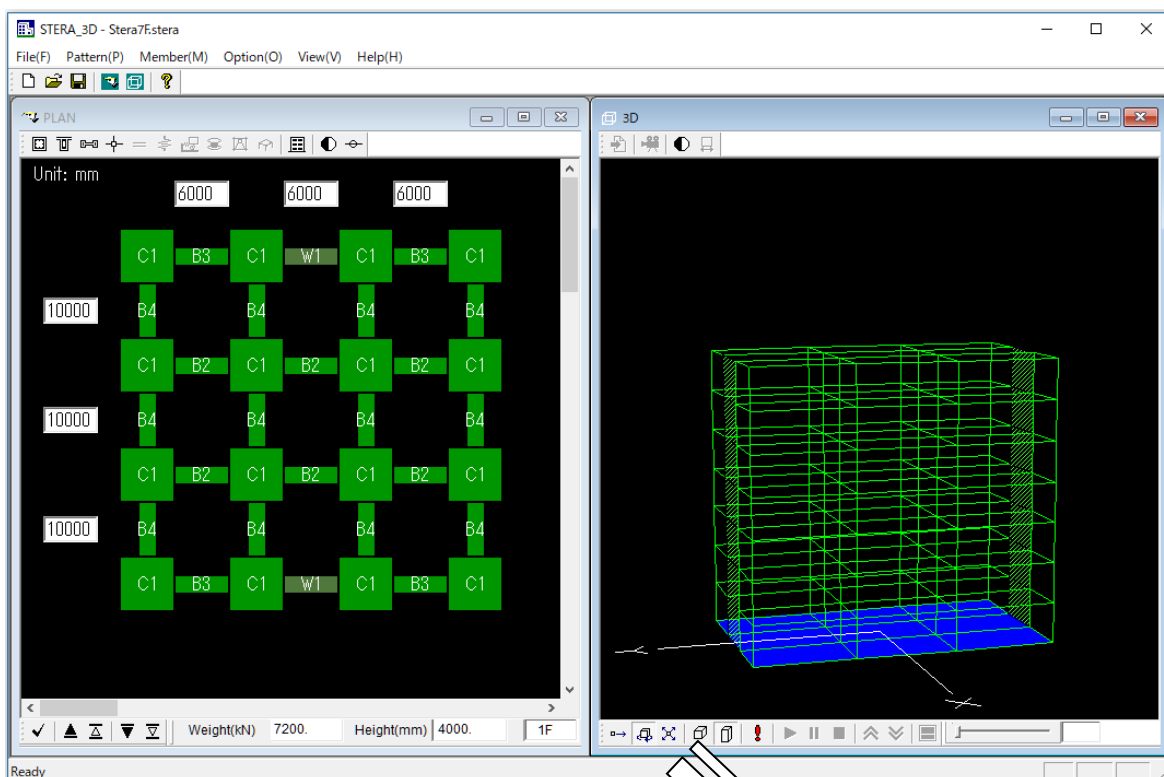 STERA_3D - Stera7F.stera
File(F) Pattern(P) Member(M) Option(O) View(V) Help(H)
PLAN
Unit: mm
6000 6000 6000
C1 B3 C1 W1 C1 B3 C1
10000 B4 B4 B4 B4
C1 B2 C1 B2 C1 B2 C1
10000 B4 B4 B4 B4
C1 B2 C1 B2 C1 B2 C1
10000 B4 B4 B4 B4
C1 B3 C1 W1 C1 B3 C1
Weight(kN) 7200. Height(mm) 4000. 1F
3D
Y
X
Ready